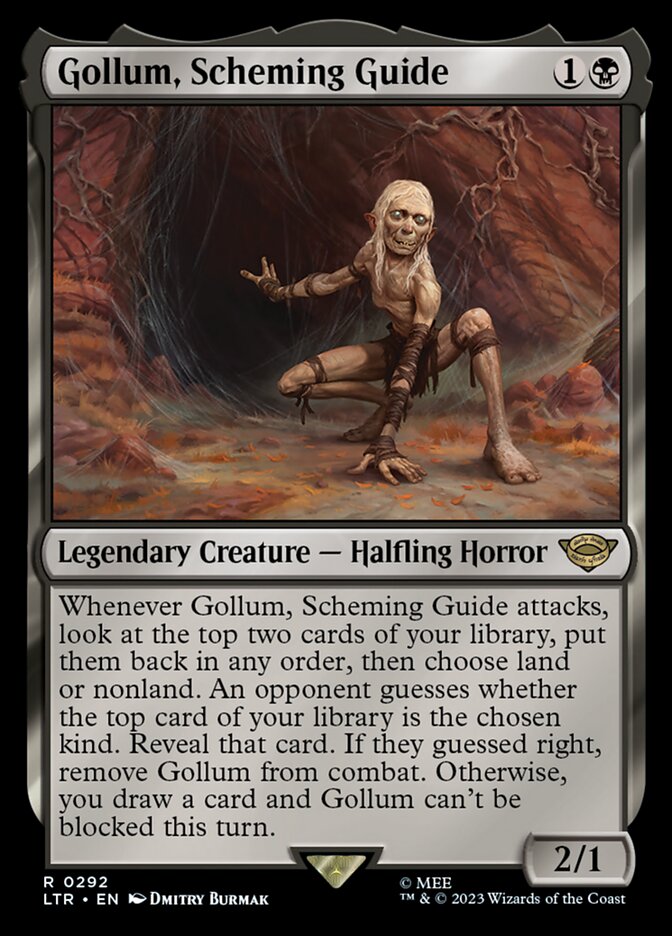 Gollum, Scheming Guide 1
Legendary Creature — Halfling Horror
Whenever Gollum, Scheming Guide attacks,
look at the top two cards of your library, put
them back in any order, then choose land
or nonland. An opponent guesses whether
the top card of your library is the chosen
kind. Reveal that card. If they guessed right,
remove Gollum from combat. Otherwise,
you draw a card and Gollum can't be
blocked this turn.
2/1
R 0292
LTR • EN Dmitry Burmak
© MEE
™ & © 2023 Wizards of the Coast